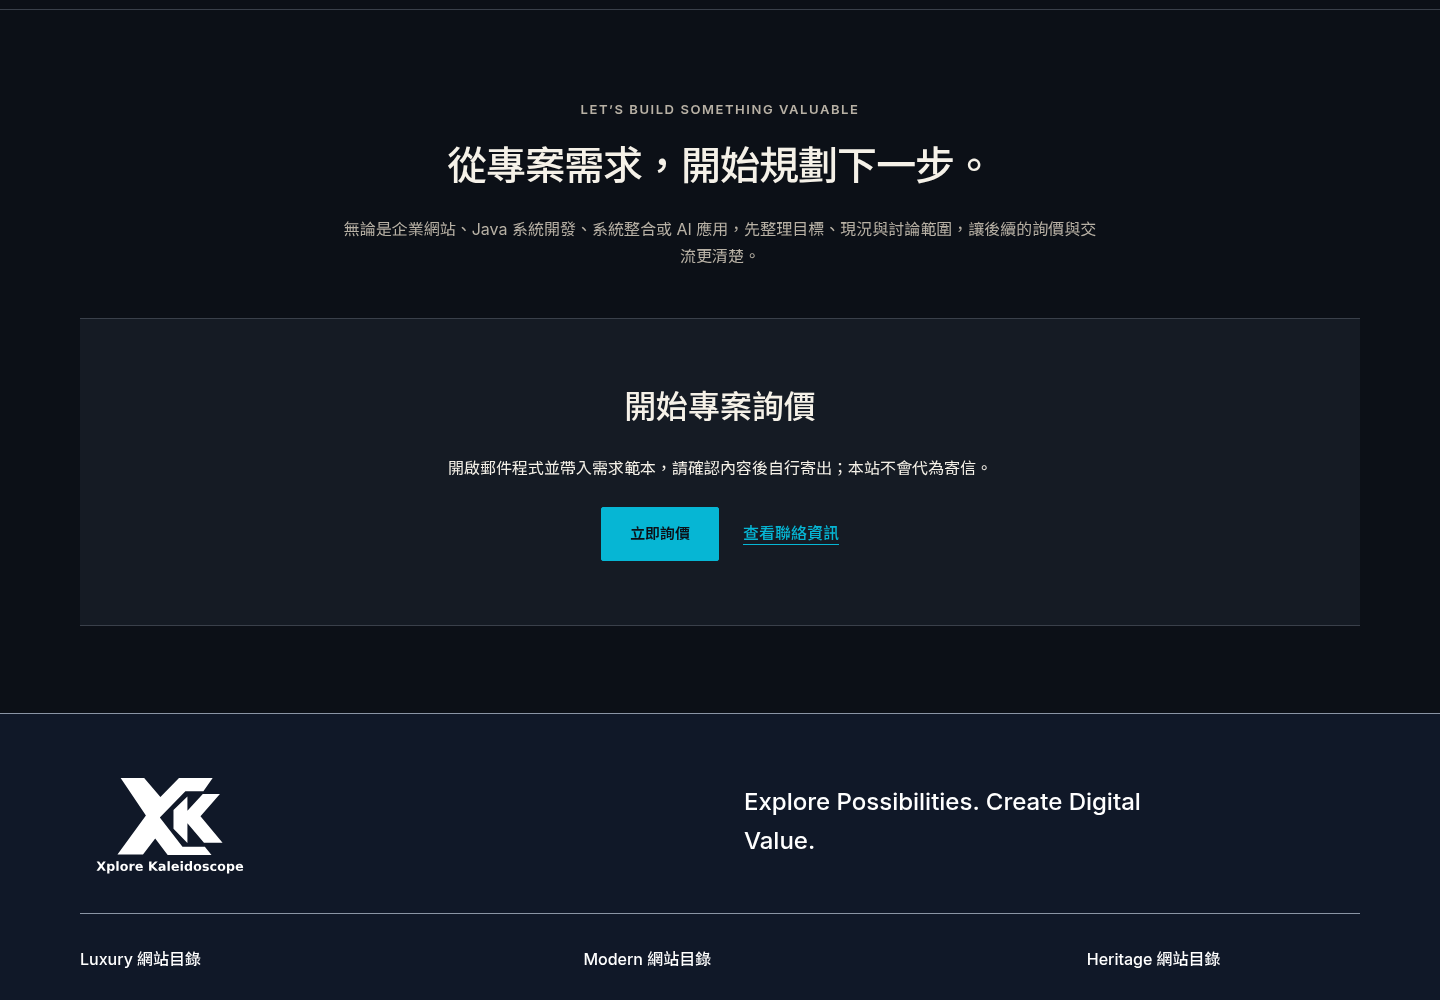 LET’S BUILD SOMETHING VALUABLE
從專案需求，開始規劃下一步。
無論是企業網站、Java 系統開發、系統整合或 AI 應用，先整理目標、現況與討論範圍，讓後續的詢價與交
流更清楚。
開始專案詢價
開啟郵件程式並帶入需求範本，請確認內容後自行寄出；本站不會代為寄信。
立即詢價
查看聯絡資訊
XK
Xplore Kaleidoscope
Explore Possibilities. Create Digital
Value.
Luxury 網站目錄
Modern 網站目錄
Heritage 網站目錄